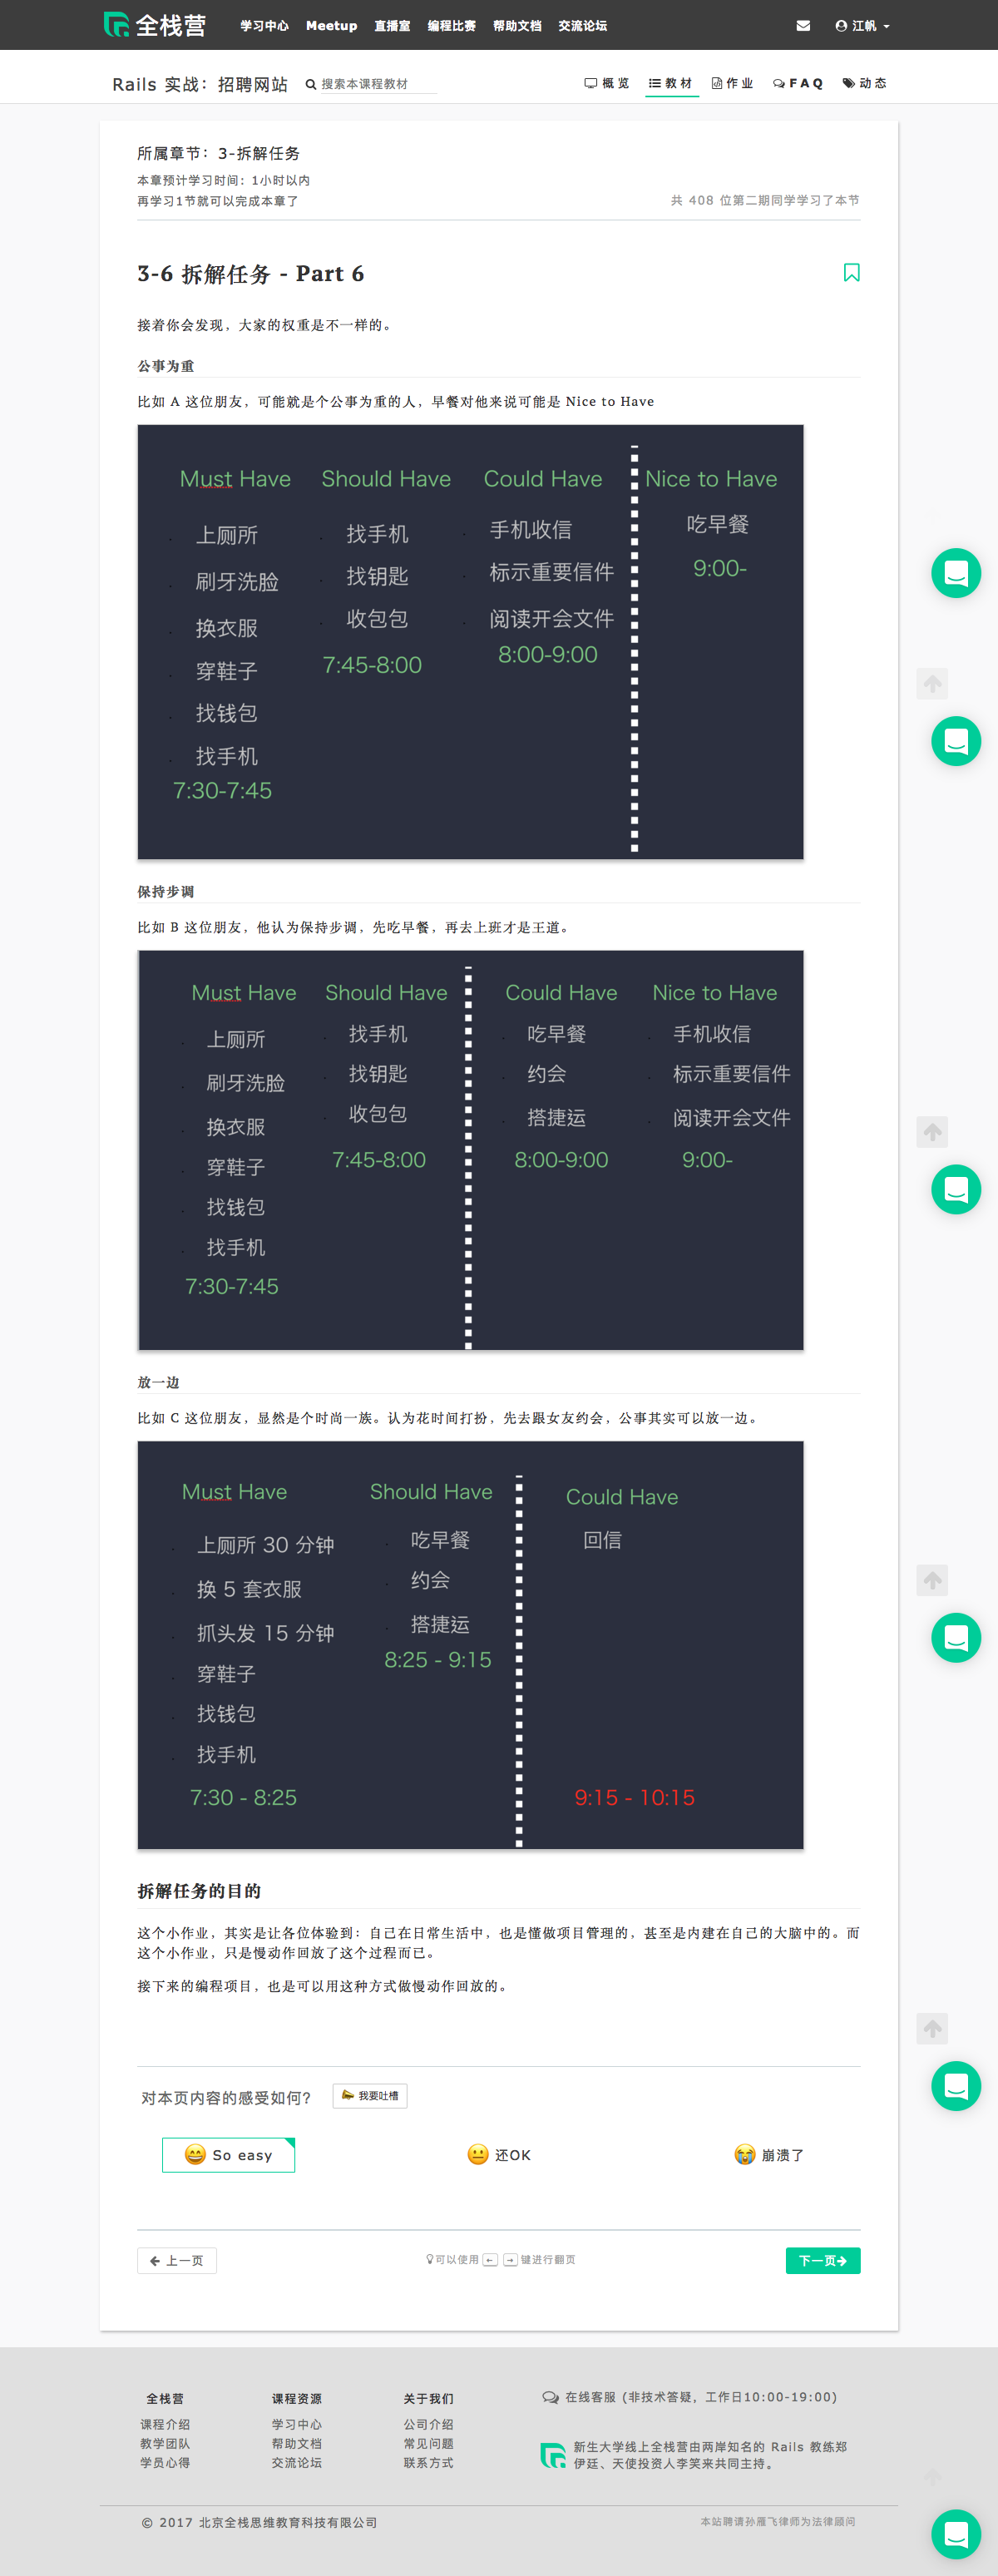 全栈营 学习中心 Meetup 直播室 编程比赛 帮助文档 交流论坛 江帆
Rails 实战：招聘网站 搜索本课程教材 概览 教材 作业 FAQ 动态
所属章节：3-拆解任务
本章预计学习时间：1小时以内
再学习1节就可以完成本章了 共 408 位第二期同学学习了本节
3-6 拆解任务 - Part 6
接着你会发现，大家的权重是不一样的。
公事为重
比如 A 这位朋友，可能就是个公事为重的人，早餐对他来说可能是 Nice to Have
Must Have Should Have Could Have Nice to Have
上厕所 找手机 手机收信 吃早餐
刷牙洗脸 找钥匙 标示重要信件 9:00-
换衣服 收包包 阅读开会文件
穿鞋子 7:45-8:00 8:00-9:00
找钱包
找手机
7:30-7:45
保持步调
比如 B 这位朋友，他认为保持步调，先吃早餐，再去上班才是王道。
Must Have Should Have Could Have Nice to Have
上厕所 找手机 吃早餐 手机收信
刷牙洗脸 找钥匙 约会 标示重要信件
换衣服 收包包 搭捷运 阅读开会文件
穿鞋子 7:45-8:00 8:00-9:00 9:00-
找钱包
找手机
7:30-7:45
放一边
比如 C 这位朋友，显然是个时尚一族。认为花时间打扮，先去跟女友约会，公事其实可以放一边。
Must Have Should Have Could Have
上厕所 30 分钟 吃早餐 回信
换 5 套衣服 约会
抓头发 15 分钟 搭捷运
穿鞋子 8:25 - 9:15
找钱包
找手机
7:30 - 8:25 9:15 - 10:15
拆解任务的目的
这个小作业，其实是让各位体验到：自己在日常生活中，也是懂做项目管理的，甚至是内建在自己的大脑中的。而
这个小作业，只是慢动作回放了这个过程而已。
接下来的编程项目，也是可以用这种方式做慢动作回放的。
对本页内容的感受如何？ 我要吐槽
So easy 还OK 崩溃了
← 上一页 可以使用 ← → 键进行翻页 下一页→
全栈营 课程资源 关于我们 在线客服 (非技术答疑，工作日10:00-19:00)
课程介绍 学习中心 公司介绍
教学团队 帮助文档 常见问题 新生大学线上全栈营由两岸知名的 Rails 教练郑
学员心得 交流论坛 联系方式 伊廷、天使投资人李笑来共同主持。
© 2017 北京全栈思维教育科技有限公司 本站聘请孙雁飞律师为法律顾问